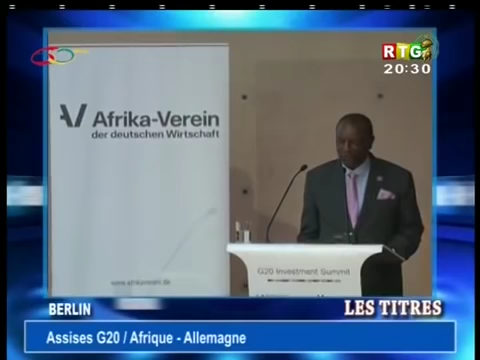 RTG
20:30
Afrika-Verein
der deutschen Wirtschaft
www.afrikaverein.de
G20 Investment Summit
BERLIN
LES TITRES
Assises G20 / Afrique - Allemagne